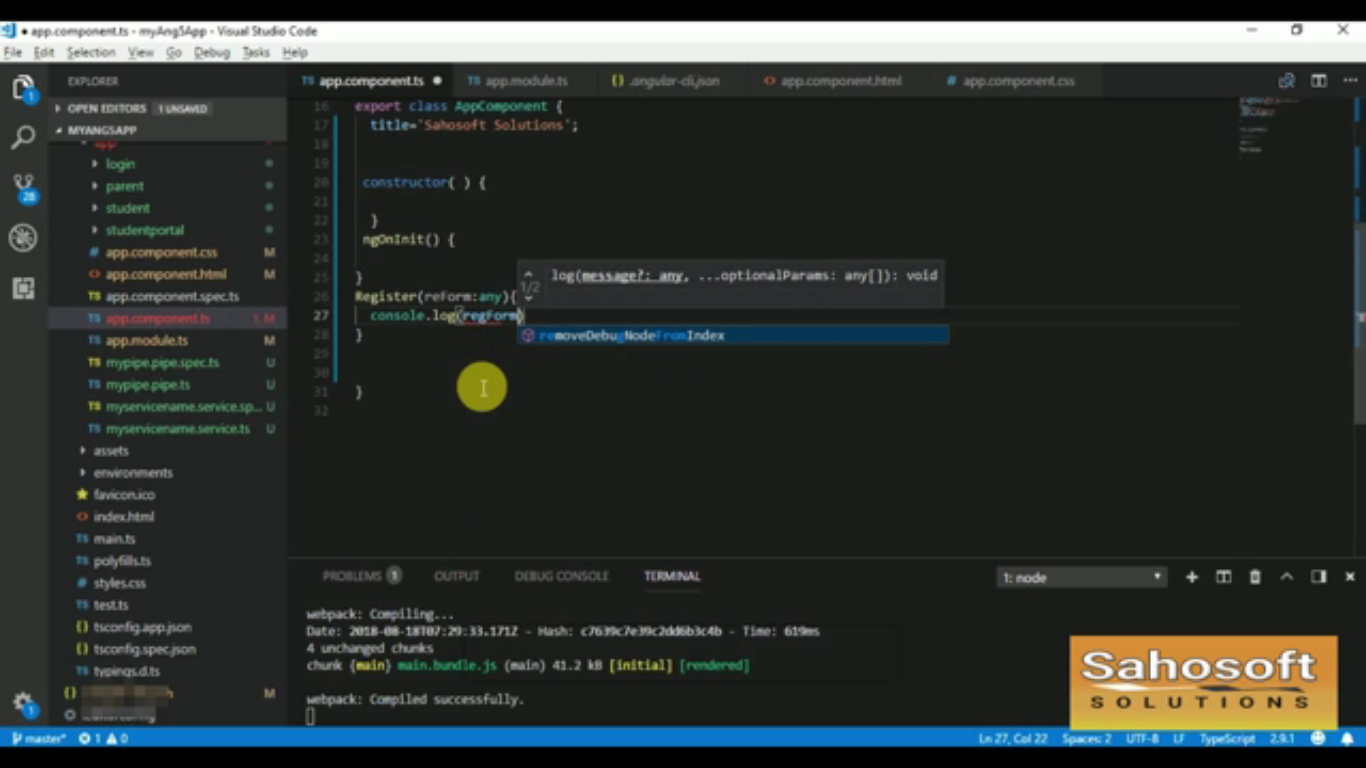 app.component.ts - myAng5App - Visual Studio Code
File Edit Selection View Go Debug Tasks Help
EXPLORER
OPEN EDITORS 1 UNSAVED
MYANG5APP
app
login
parent
student
studentportal
app.component.css M
app.component.html M
app.component.spec.ts
app.component.ts 1, M
app.module.ts M
mypipe.pipe.spec.ts U
mypipe.pipe.ts U
myservicename.service.sp... U
myservicename.service.ts U
assets
environments
favicon.ico
index.html
main.ts
polyfills.ts
styles.css
test.ts
tsconfig.app.json
tsconfig.spec.json
typings.d.ts
M
app.component.ts app.module.ts .angular-cli.json app.component.html app.component.css
16 export class AppComponent {
17 title='Sahosoft Solutions';
18
19
20 constructor( ) {
21
22 }
23 ngOnInit() {
24
25 }
26 Register(reForm:any){
27 console.log(regForm)
28 }
29
30
31 }
32
1/2 log(message?: any, ...optionalParams: any[]): void
removeDebugNodeFromIndex
PROBLEMS 1 OUTPUT DEBUG CONSOLE TERMINAL 1: node
webpack: Compiling...
Date: 2018-08-18T07:29:33.171Z - Hash: c7639c7e39c2dd6b3c4b - Time: 619ms
4 unchanged chunks
chunk {main} main.bundle.js (main) 41.2 kB [initial] [rendered]
webpack: Compiled successfully.
Sahosoft
SOLUTIONS
master* 1 0 Ln 27, Col 22 Spaces: 2 UTF-8 LF TypeScript 2.9.1